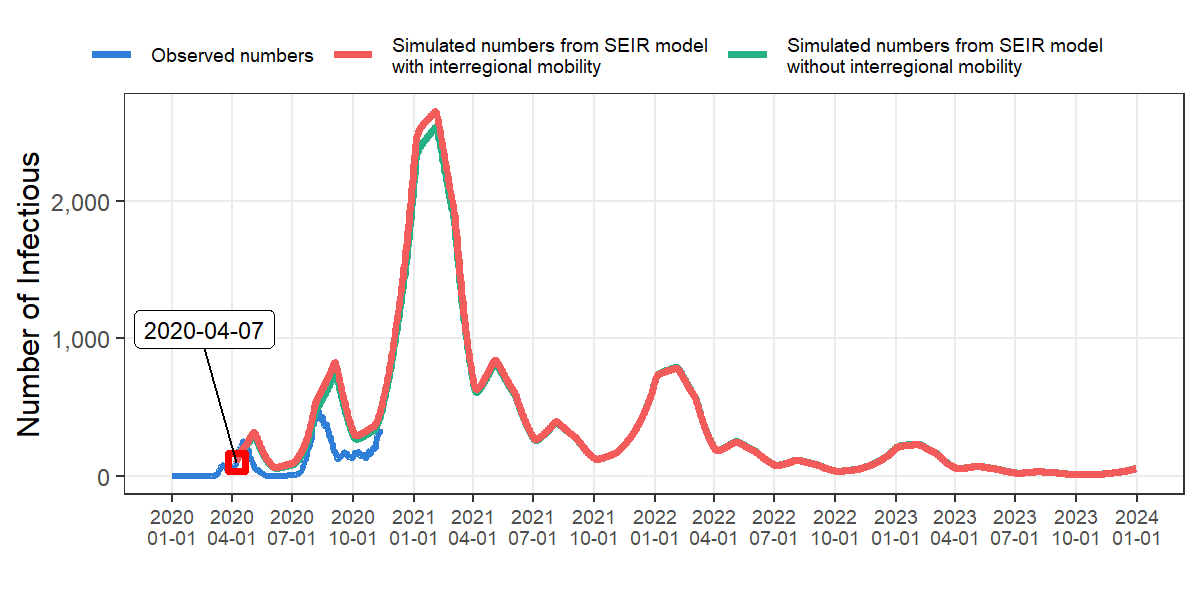 Observed numbers
Simulated numbers from SEIR model
with interregional mobility
Simulated numbers from SEIR model
without interregional mobility
Number of Infectious
2,000
1,000
0
2020-04-07
2020 2020 2020 2020 2021 2021 2021 2021 2022 2022 2022 2022 2023 2023 2023 2023 2024
01-01 04-01 07-01 10-01 01-01 04-01 07-01 10-01 01-01 04-01 07-01 10-01 01-01 04-01 07-01 10-01 01-01